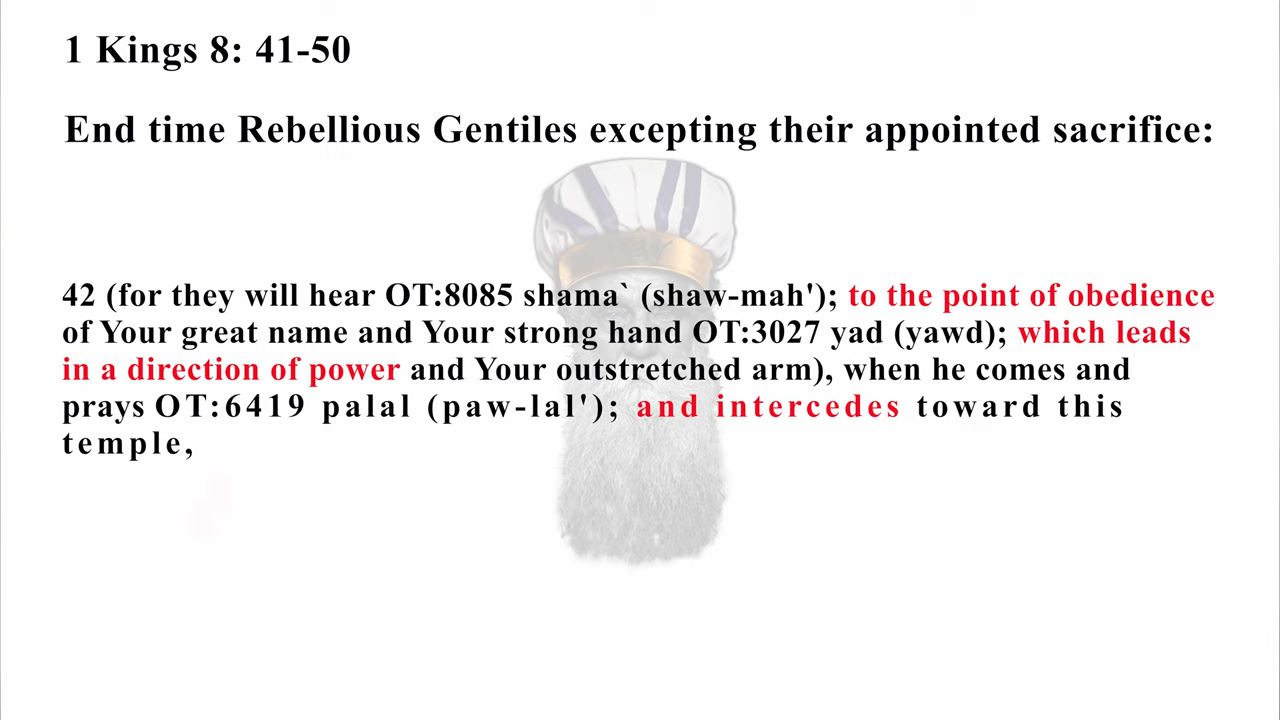 1 Kings 8: 41-50
End time Rebellious Gentiles excepting their appointed sacrifice:
42 (for they will hear OT:8085 shama` (shaw-mah'); to the point of obedience
of Your great name and Your strong hand OT:3027 yad (yawd); which leads
in a direction of power and Your outstretched arm), when he comes and
prays OT:6419 palal (paw-lal'); and intercedes toward this
temple,